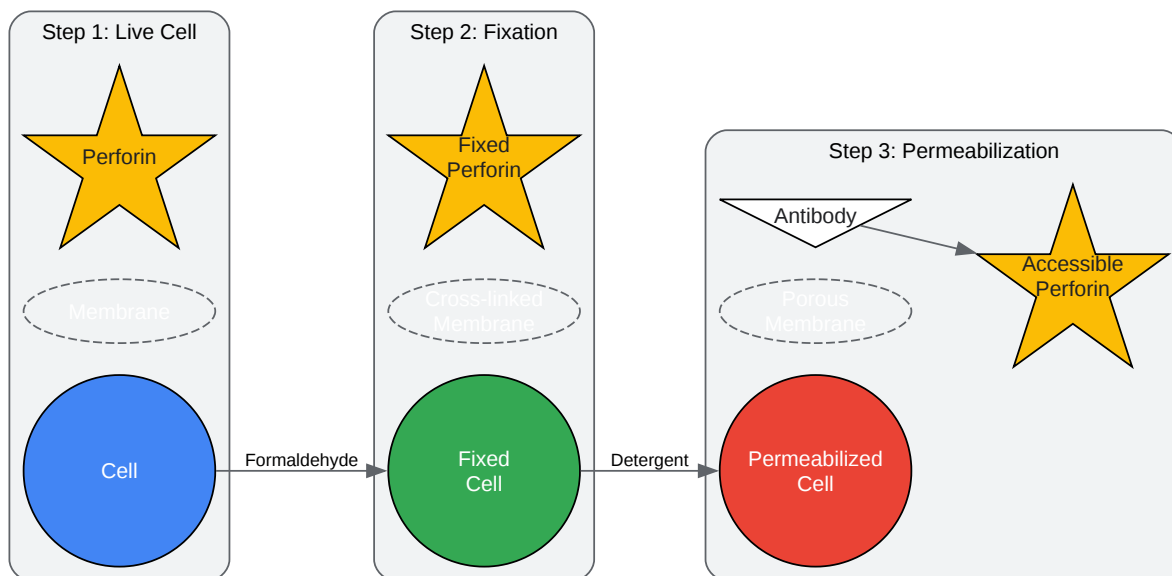 Step 1: Live Cell
Perforin
Membrane
Cell
Formaldehyde
Step 2: Fixation
Fixed
Perforin
Cross-linked
Membrane
Fixed
Cell
Detergent
Step 3: Permeabilization
Antibody
Accessible
Perforin
Porous
Membrane
Permeabilized
Cell